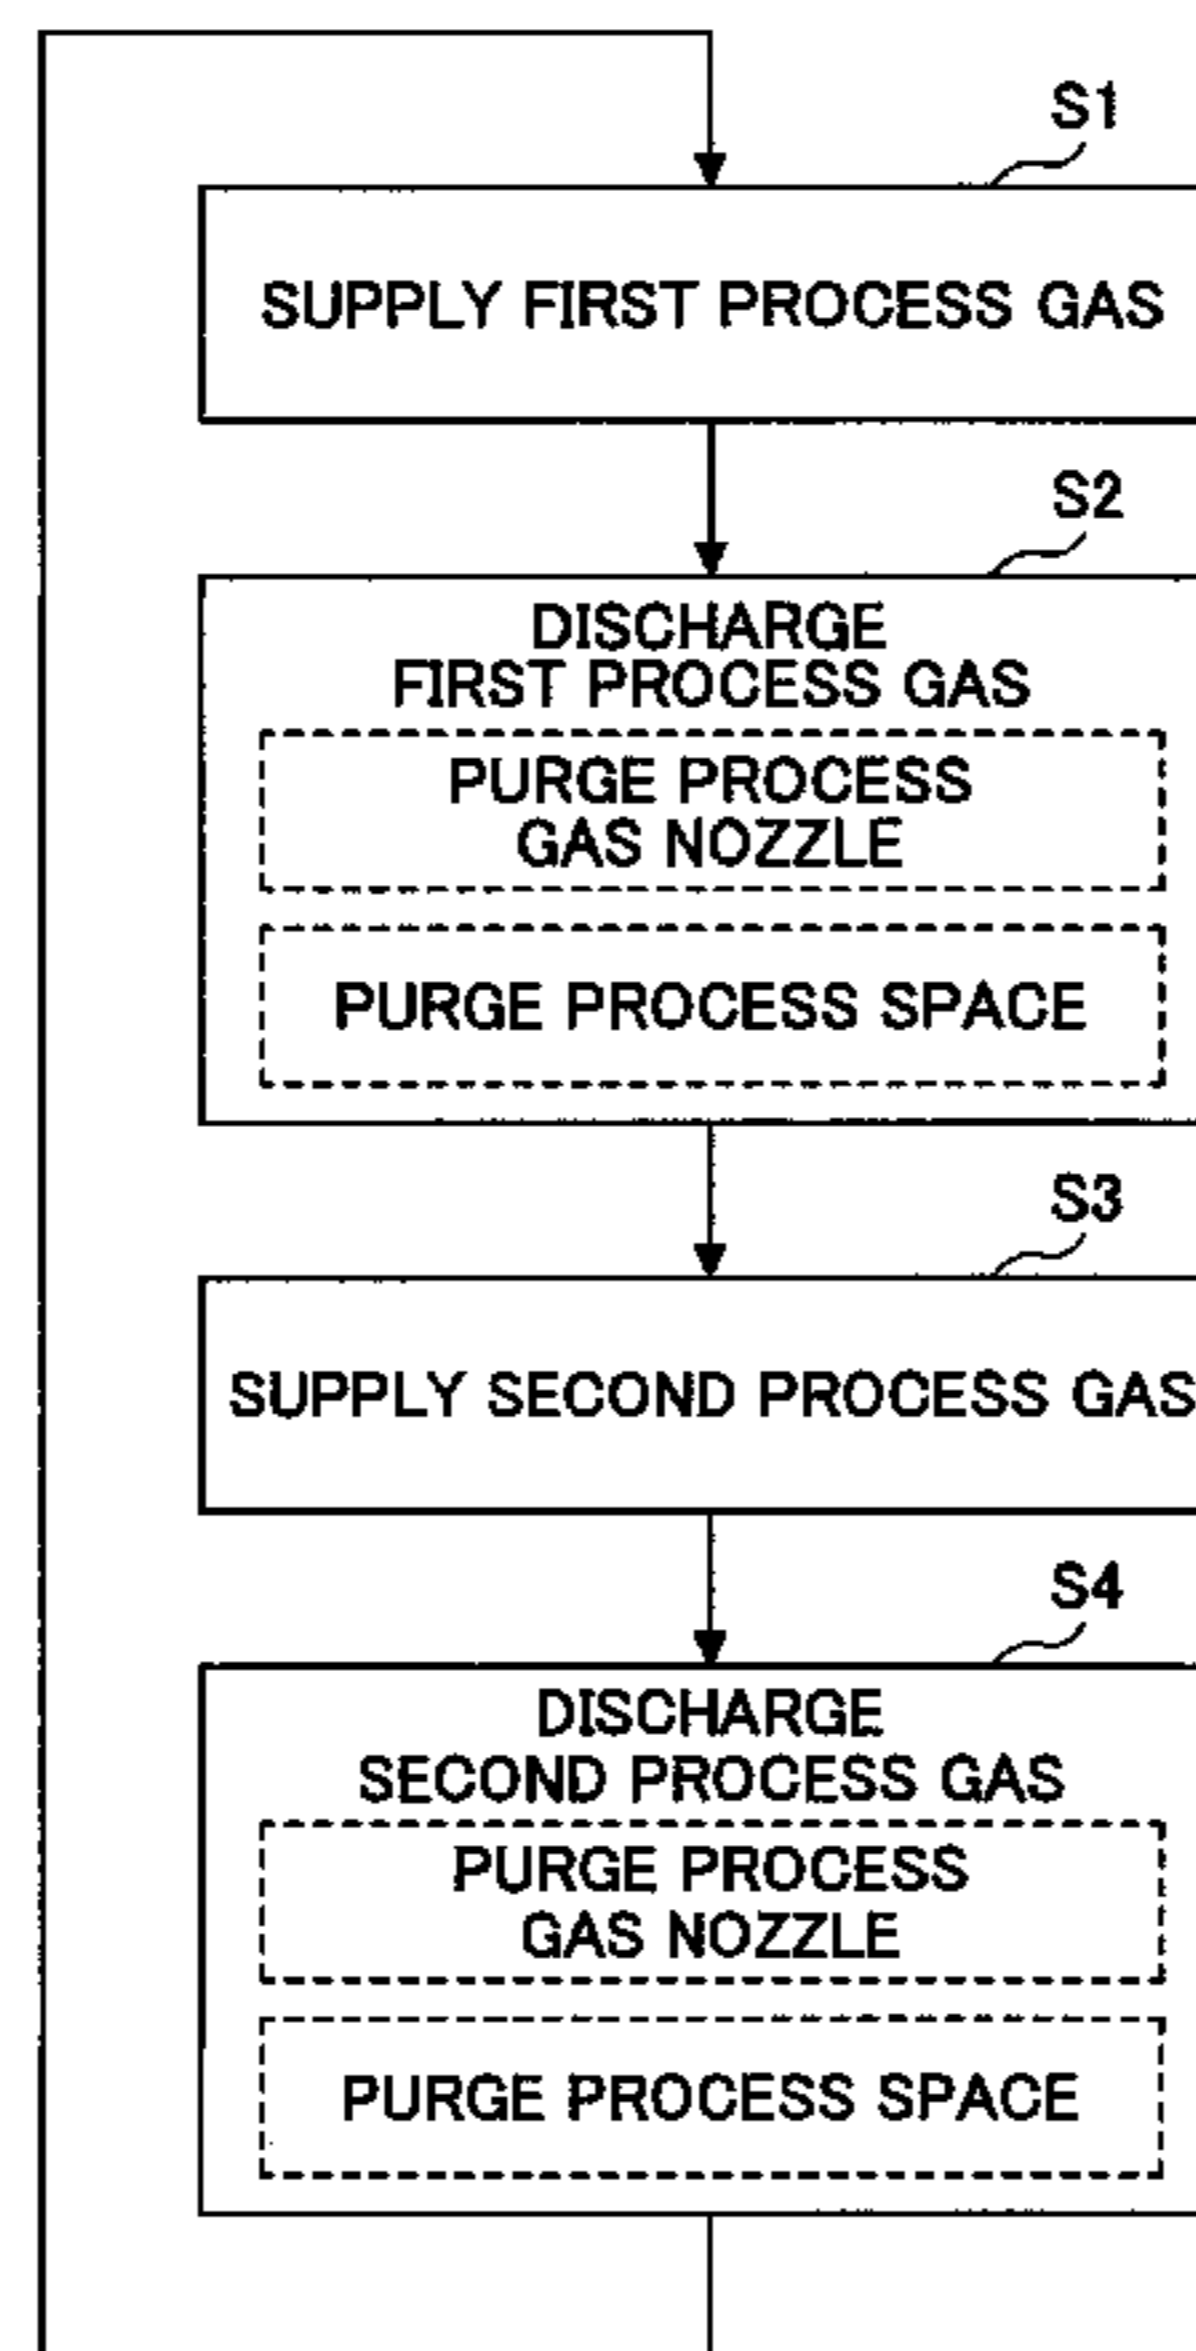 S1
SUPPLY FIRST PROCESS GAS
S2
DISCHARGE
FIRST PROCESS GAS
PURGE PROCESS
GAS NOZZLE
PURGE PROCESS SPACE
S3
SUPPLY SECOND PROCESS GAS
S4
DISCHARGE
SECOND PROCESS GAS
PURGE PROCESS
GAS NOZZLE
PURGE PROCESS SPACE